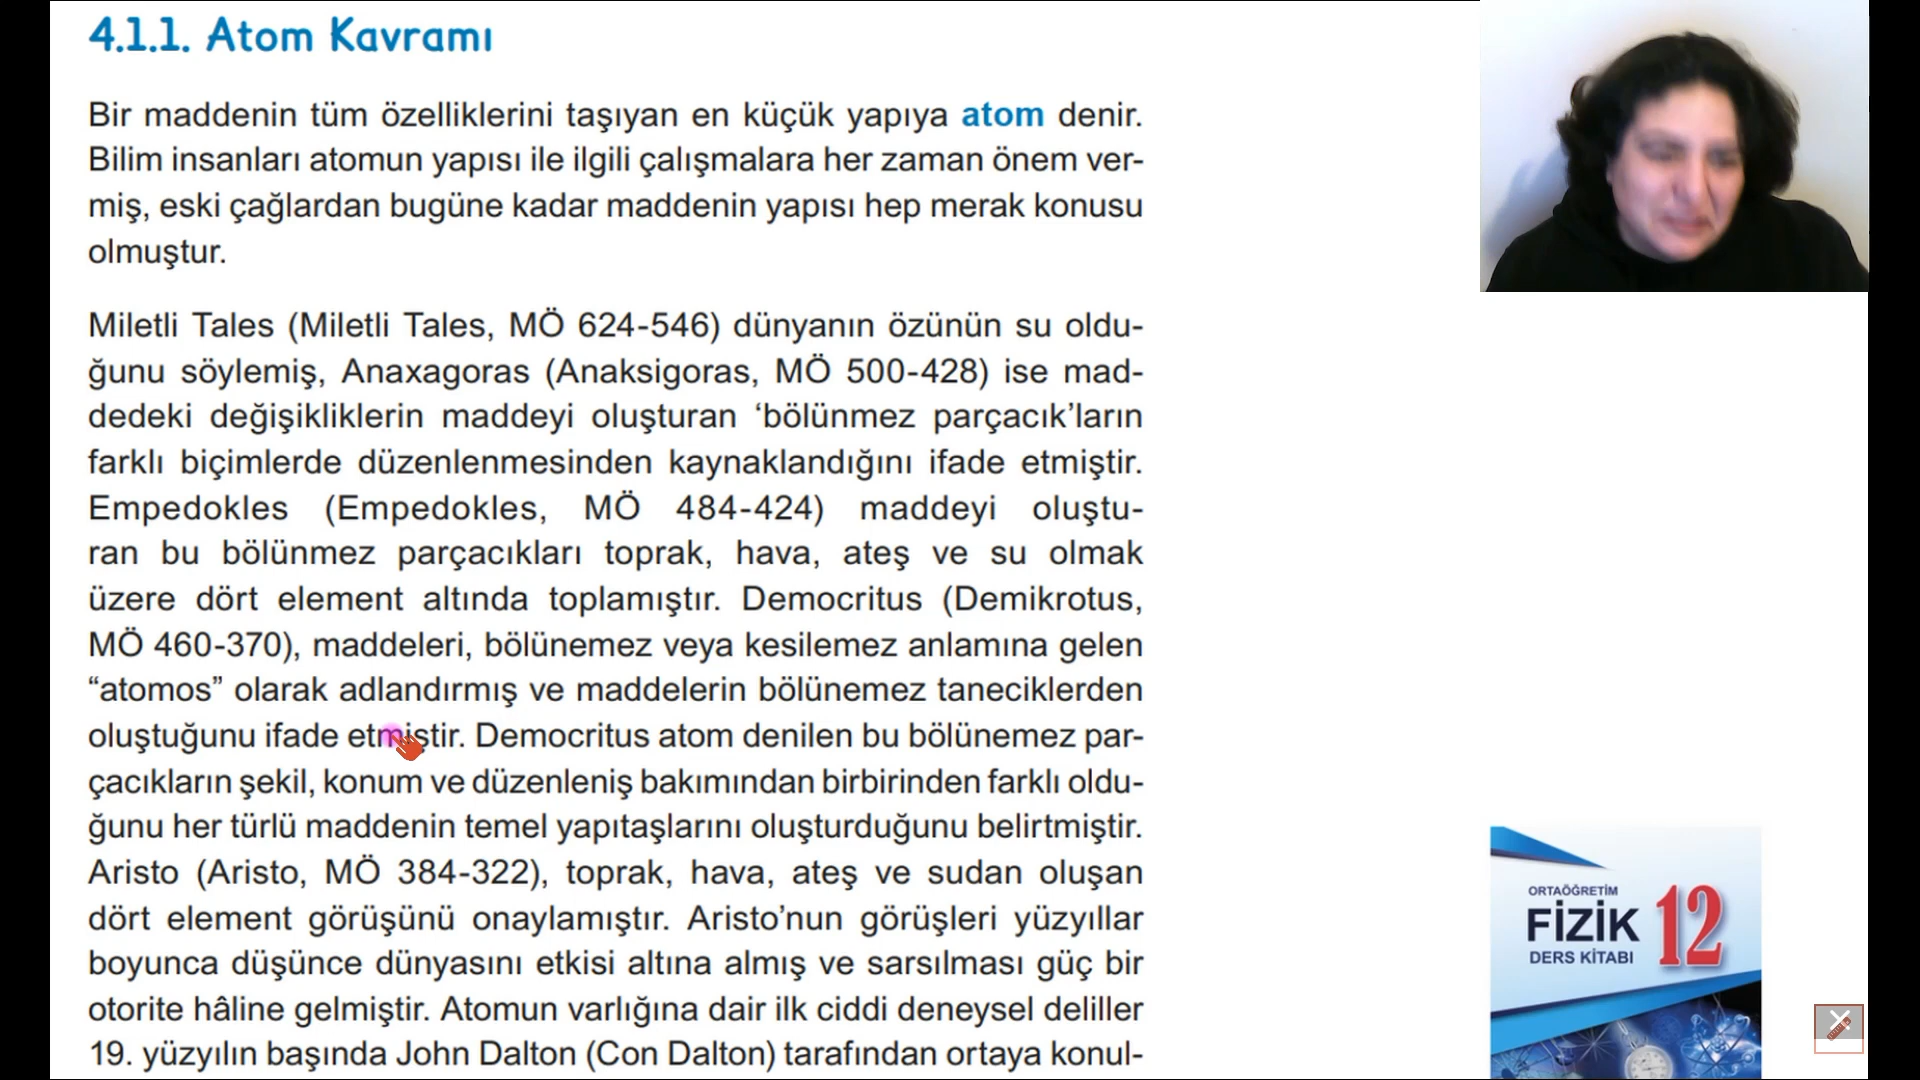 4.1.1. Atom Kavramı
Bir maddenin tüm özelliklerini taşıyan en küçük yapıya atom denir.
Bilim insanları atomun yapısı ile ilgili çalışmalara her zaman önem ver-
miş, eski çağlardan bugüne kadar maddenin yapısı hep merak konusu
olmuştur.
Miletli Tales (Miletli Tales, MÖ 624-546) dünyanın özünün su oldu-
ğunu söylemiş, Anaxagoras (Anaksigoras, MÖ 500-428) ise mad-
dedeki değişikliklerin maddeyi oluşturan ‘bölünmez parçacık’ların
farklı biçimlerde düzenlenmesinden kaynaklandığını ifade etmiştir.
Empedokles (Empedokles, MÖ 484-424) maddeyi oluştu-
ran bu bölünmez parçacıkları toprak, hava, ateş ve su olmak
üzere dört element altında toplamıştır. Democritus (Demikrotus,
MÖ 460-370), maddeleri, bölünemez veya kesilemez anlamına gelen
“atomos” olarak adlandırmış ve maddelerin bölünemez taneciklerden
oluştuğunu ifade etmiştir. Democritus atom denilen bu bölünemez par-
çacıkların şekil, konum ve düzenleniş bakımından birbirinden farklı oldu-
ğunu her türlü maddenin temel yapıtaşlarını oluşturduğunu belirtmiştir.
Aristo (Aristo, MÖ 384-322), toprak, hava, ateş ve sudan oluşan
dört element görüşünü onaylamıştır. Aristo’nun görüşleri yüzyıllar
boyunca düşünce dünyasını etkisi altına almış ve sarsılması güç bir
otorite hâline gelmiştir. Atomun varlığına dair ilk ciddi deneysel deliller
19. yüzyılın başında John Dalton (Con Dalton) tarafından ortaya konul-
ORTAÖĞRETİM
FİZİK 12
DERS KİTABI